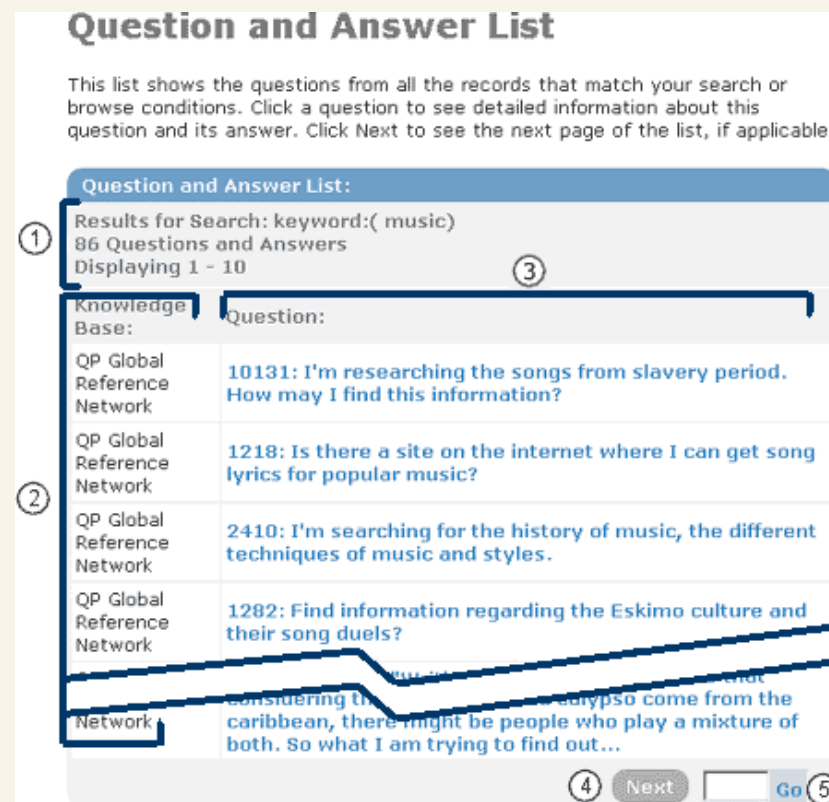 Question and Answer List
This list shows the questions from all the records that match your search or
browse conditions. Click a question to see detailed information about this
question and its answer. Click Next to see the next page of the list, if applicable
Question and Answer List:
Results for Search: keyword:( music)
86 Questions and Answers
Displaying 1 - 10
1
3
Knowledge
Base:
Question:
QP Global
Reference
Network
10131: I'm researching the songs from slavery period.
How may I find this information?
QP Global
Reference
Network
1218: Is there a site on the internet where I can get song
lyrics for popular music?
2
QP Global
Reference
Network
2410: I'm searching for the history of music, the different
techniques of music and styles.
QP Global
Reference
Network
1282: Find information regarding the Eskimo culture and
their song duels?
that
considering calypso come from the
Network
caribbean, there might be people who play a mixture of
both. So what I am trying to find out...
4
Next
Go
5